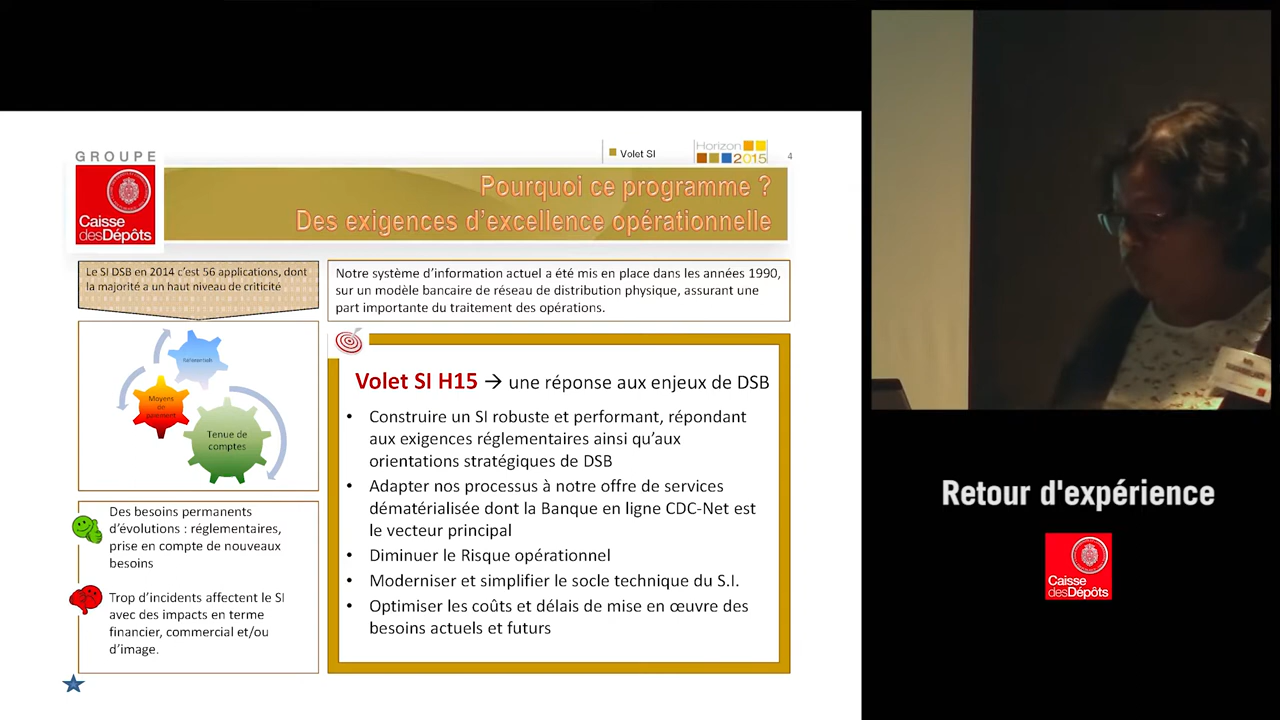 GROUPE
Caisse
desDépôts
Volet SI
Horizon
2015
4
Pourquoi ce programme ?
Des exigences d'excellence opérationnelle
Le SI DSB en 2014 c'est 56 applications, dont
la majorité a un haut niveau de criticité
Notre système d'information actuel a été mis en place dans les années 1990,
sur un modèle bancaire de réseau de distribution physique, assurant une
part importante du traitement des opérations.
Référentiels
Moyens
de
paiement
Tenue de
comptes
Des besoins permanents
d'évolutions : réglementaires,
prise en compte de nouveaux
besoins
Trop d'incidents affectent le SI
avec des impacts en terme
financier, commercial et/ou
d'image.
Volet SI H15 → une réponse aux enjeux de DSB
• Construire un SI robuste et performant, répondant
aux exigences réglementaires ainsi qu'aux
orientations stratégiques de DSB
• Adapter nos processus à notre offre de services
dématérialisée dont la Banque en ligne CDC-Net est
le vecteur principal
• Diminuer le Risque opérationnel
• Moderniser et simplifier le socle technique du S.I.
• Optimiser les coûts et délais de mise en œuvre des
besoins actuels et futurs
Retour d'expérience
Caisse
desDépôts